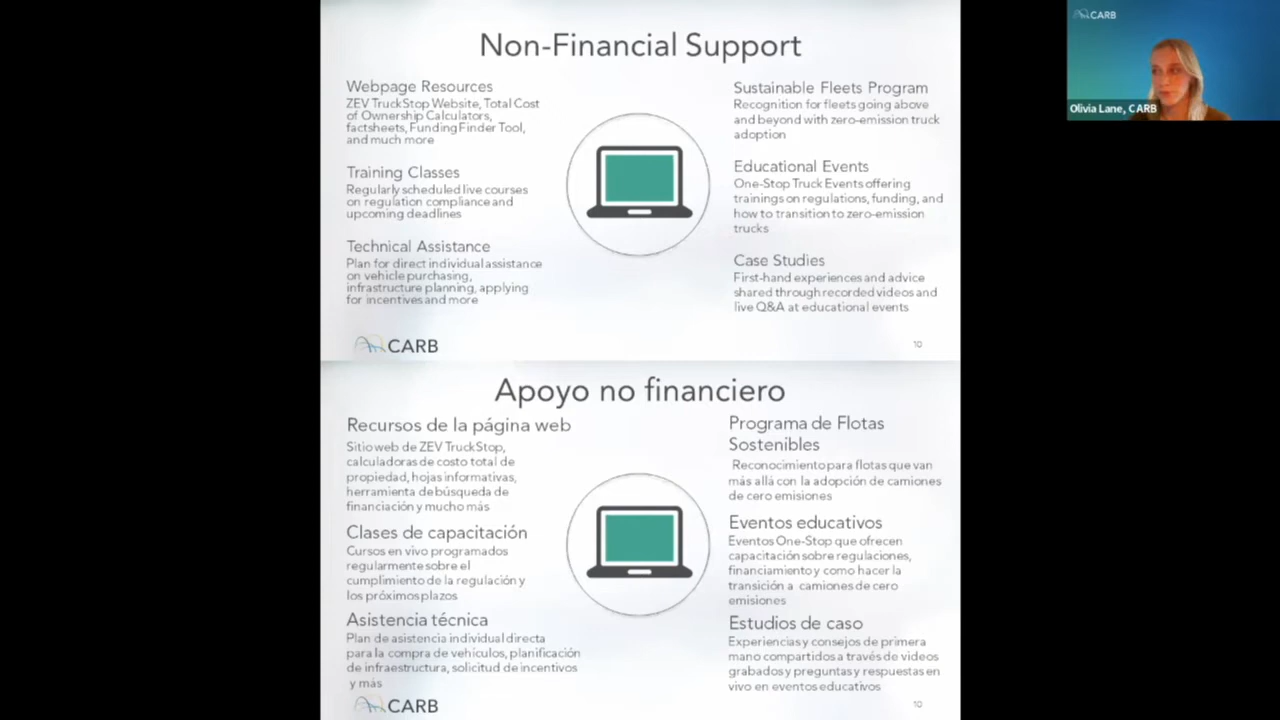 Non-Financial Support
Webpage Resources
ZEV TruckStop Website, Total Cost
of Ownership Calculators,
factsheets, Funding Finder Tool,
and much more
Training Classes
Regularly scheduled live courses
on regulation compliance and
upcoming deadlines
Technical Assistance
Plan for direct individual assistance
on vehicle purchasing,
infrastructure planning, applying
for incentives and more
Sustainable Fleets Program
Recognition for fleets going above
and beyond with zero-emission truck
adoption
Educational Events
One-Stop Truck Events offering
trainings on regulations, funding, and
how to transition to zero-emission
trucks
Case Studies
First-hand experiences and advice
shared through recorded videos and
live Q&A at educational events
CARB
10
Apoyo no financiero
Recursos de la página web
Sitio web de ZEV TruckStop,
calculadoras de costo total de
propiedad, hojas informativas,
herramienta de búsqueda de
financiación y mucho más
Clases de capacitación
Cursos en vivo programados
regularmente sobre el
cumplimiento de la regulación y
los próximos plazos
Asistencia técnica
Plan de asistencia individual directa
para la compra de vehículos, planificación
de infraestructura, solicitud de incentivos
y más
Programa de Flotas
Sostenibles
Reconocimiento para flotas que van
más allá con la adopción de camiones
de cero emisiones
Eventos educativos
Eventos One-Stop que ofrecen
capacitación sobre regulaciones,
financiamiento y como hacer la
transición a camiones de cero
emisiones
Estudios de caso
Experiencias y consejos de primera
mano compartidos a través de videos
grabados y preguntas y respuestas en
vivo en eventos educativos
CARB
10
CARB
Olivia Lane, CARB